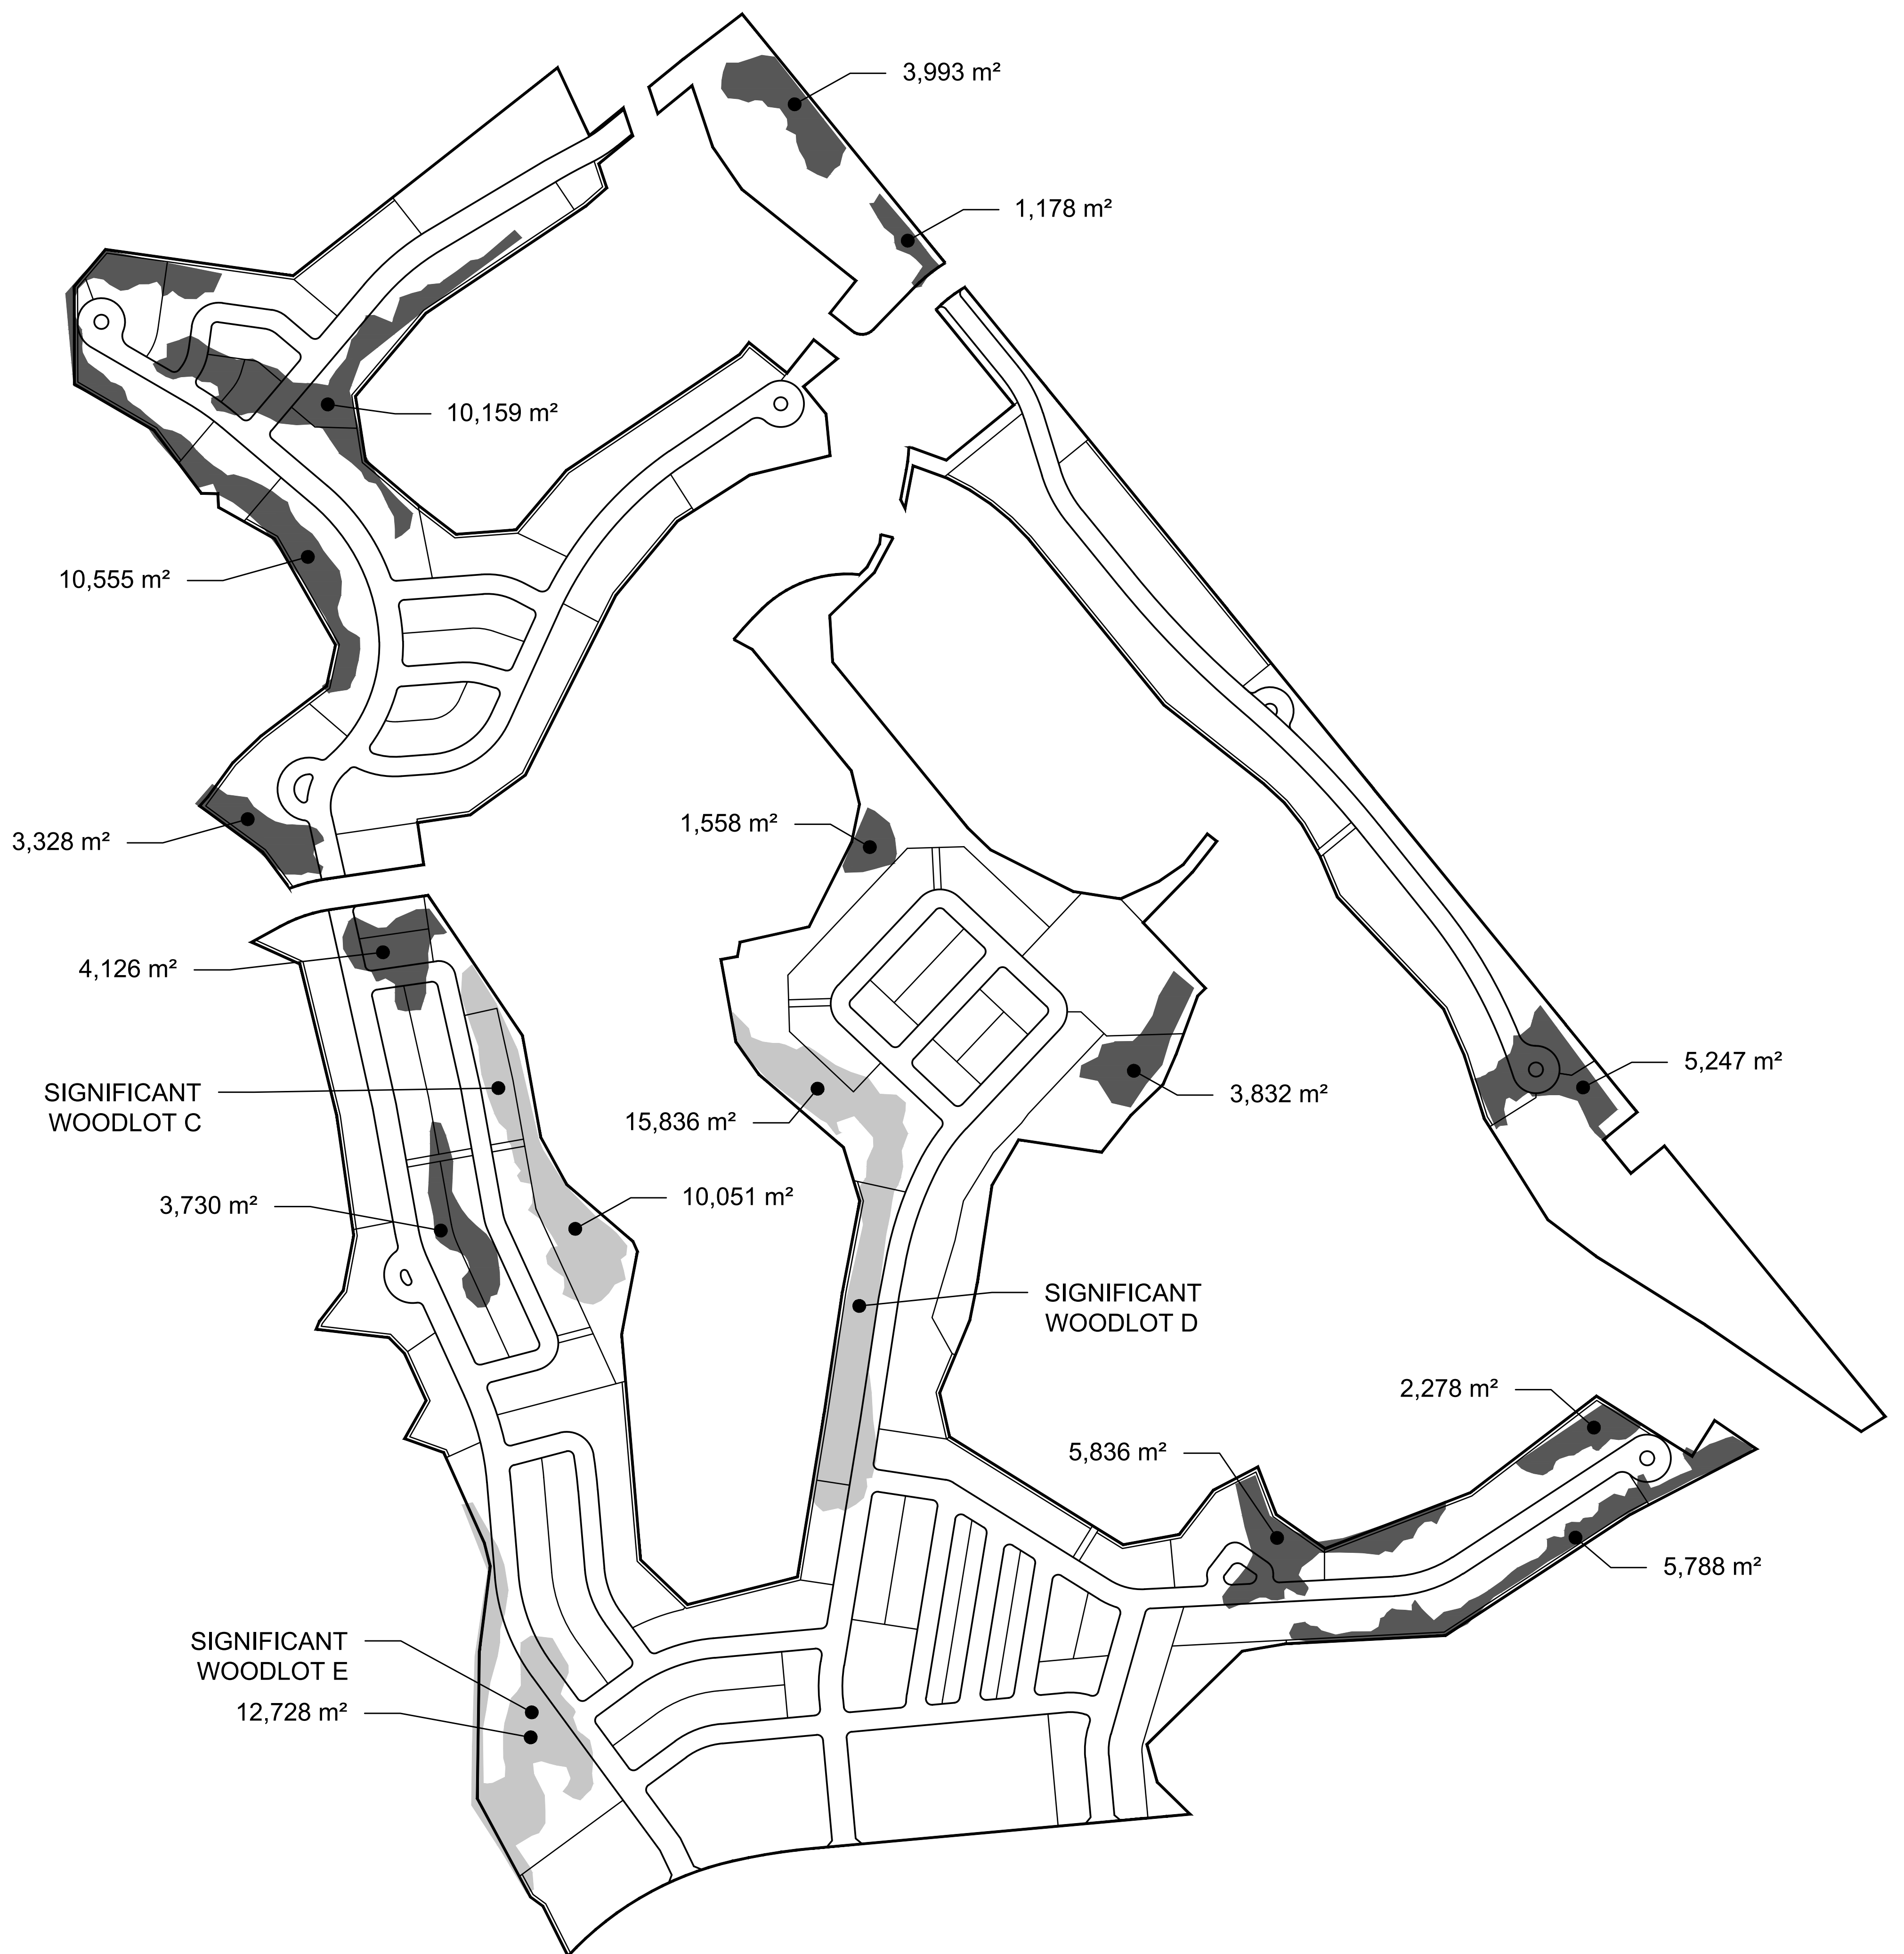 3,993 m²
1,178 m²
10,159 m²
10,555 m²
3,328 m²
1,558 m²
4,126 m²
5,247 m²
SIGNIFICANT
WOODLOT C
3,832 m²
15,836 m²
3,730 m²
10,051 m²
SIGNIFICANT
WOODLOT D
2,278 m²
5,836 m²
5,788 m²
SIGNIFICANT
WOODLOT E
12,728 m²